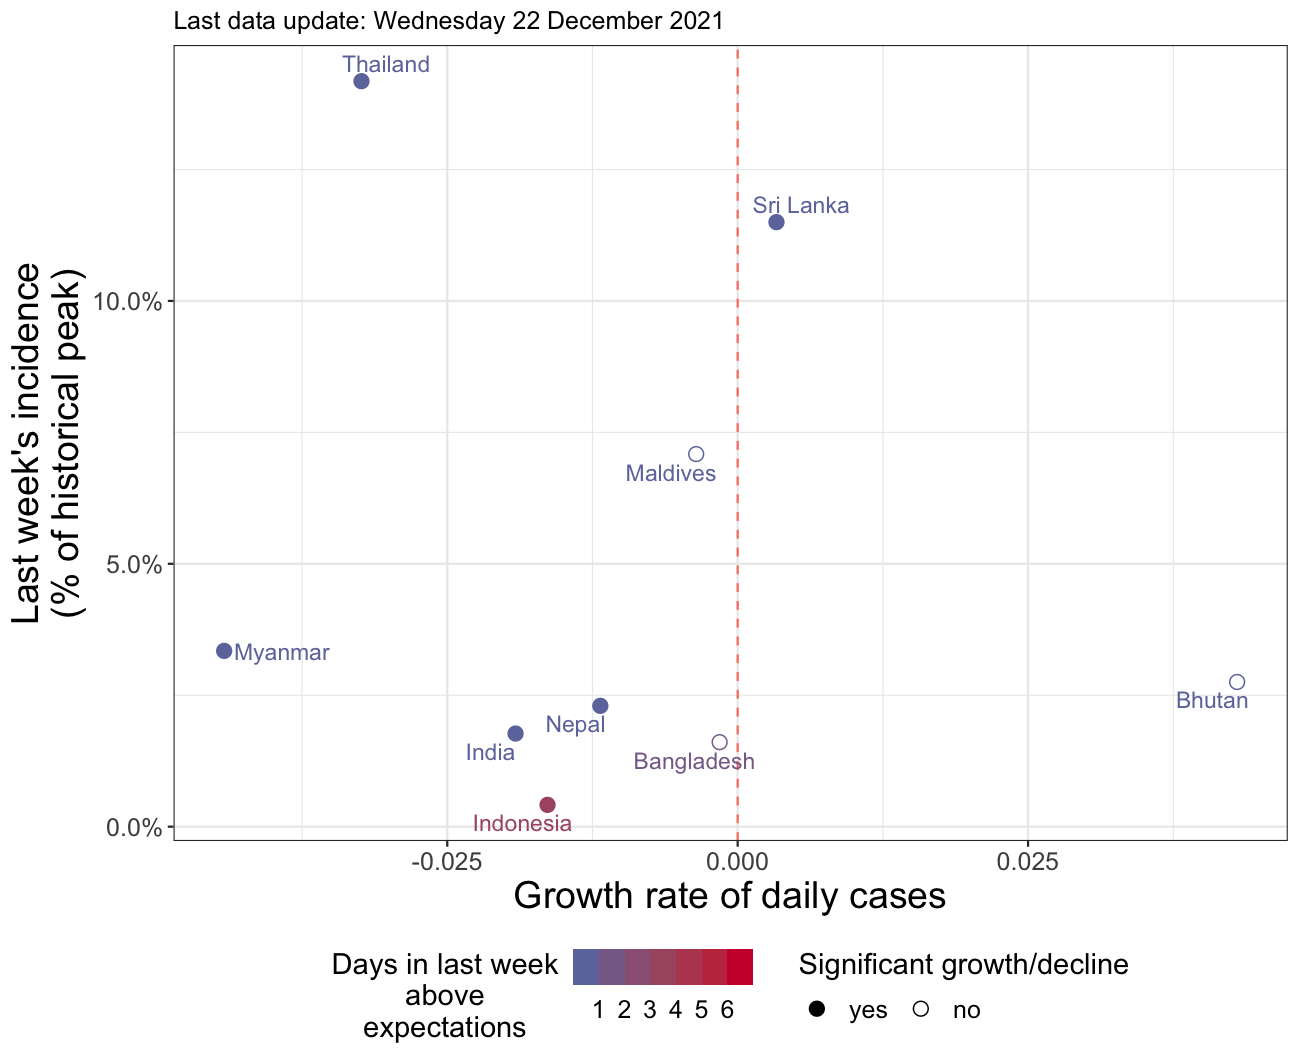 Last data update: Wednesday 22 December 2021
Thailand
Sri Lanka
10.0%
Maldives
5.0%
Myanmar
Bhutan
Nepal
India
Bangladesh
Indonesia
0.0%
Last week's incidence
(% of historical peak)
-0.025 0.000 0.025
Growth rate of daily cases
Days in last week
above
expectations
1 2 3 4 5 6
Significant growth/decline
yes no